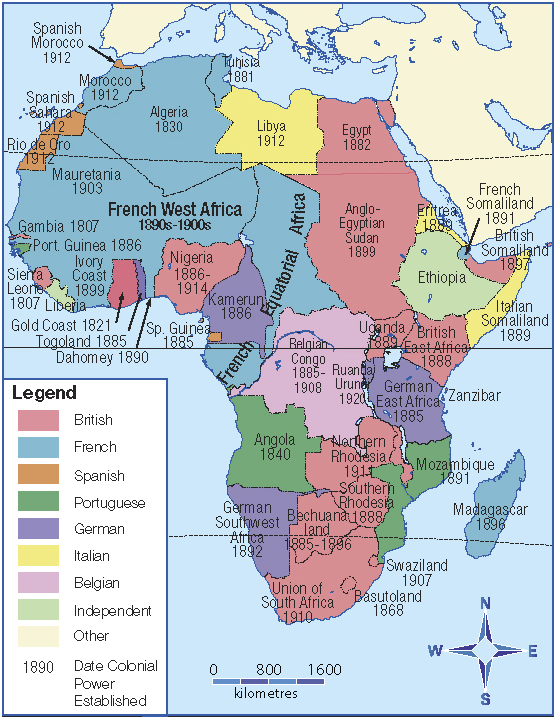 Spanish
Morocco
1912
Tunisia
1881
Morocco
1912
Algeria
1830
Libya
1912
Egypt
1882
Spanish
Sahara
1912
Rio de Oro
1912
Mauretania
1903
French West Africa
1890s-1900s
French Equatorial Africa
Anglo-
Egyptian
Sudan
1899
Eritrea
1889
French
Somaliland
1891
British
Somaliland
1897
Ethiopia
Italian
Somaliland
1889
Gambia 1807
Port. Guinea 1886
Ivory
Coast
1899
Sierra
Leone
1807
Liberia
Nigeria
1886-
1914
Kamerun
1886
Gold Coast 1821
Togoland 1885
Dahomey 1890
Sp. Guinea
1885
Uganda
1889
British
East Africa
1888
Belgian
Congo
1885-
1908
Ruanda
Urundi
1920
German
East Africa
1885
Zanzibar
Angola
1840
Northern
Rhodesia
1911
Mozambique
1891
Southern
Rhodesia
1888
Madagascar
1896
German
Southwest
Africa
1892
Bechuana-
land
1885-1896
Swaziland
1907
Union of
South Africa
1910
Basutoland
1868
Legend
British
French
Spanish
Portuguese
German
Italian
Belgian
Independent
Other
1890 Date Colonial
Power
Established
0 800 1600
kilometres
N
W E
S